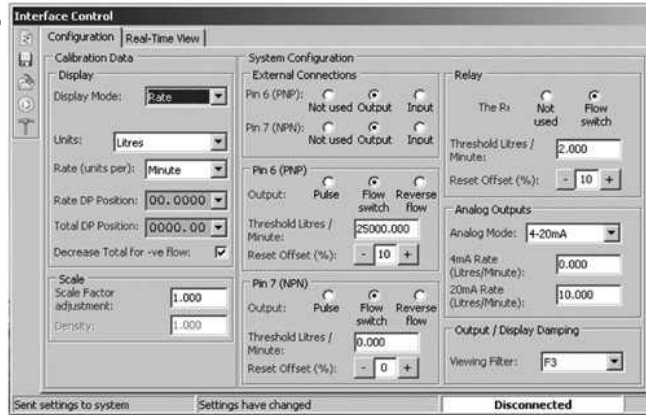 Interface Control
Configuration
Real-Time View
Calibration Data
Display
Display Mode:
Rate
Units:
Litres
Rate (units per):
Minute
Rate DP Position:
00.0000
Total DP Position:
0000.00
Decrease Total for -ve flow:
Scale
Scale Factor
adjustment:
1.000
Density:
1.000
System Configuration
External Connections
Pin 6 (PNP):
Not used Output Input
Pin 7 (NPN):
Not used Output Input
Pin 6 (PNP)
Output: Pulse Flow switch Reverse flow
Threshold Litres /
Minute:
25000.000
Reset Offset (%):
- 10 +
Pin 7 (NPN)
Output: Pulse Flow switch Reverse flow
Threshold Litres /
Minute:
0.000
Reset Offset (%):
- 0 +
Relay
The Re
Not used
Flow switch
Threshold Litres /
Minute:
2.000
Reset Offset (%):
- 10 +
Analog Outputs
Analog Mode:
4-20mA
4mA Rate
(Litres/Minute):
0.000
20mA Rate
(Litres/Minute):
10.000
Output / Display Damping
Viewing Filter:
F3
Sent settings to system
Settings have changed
Disconnected